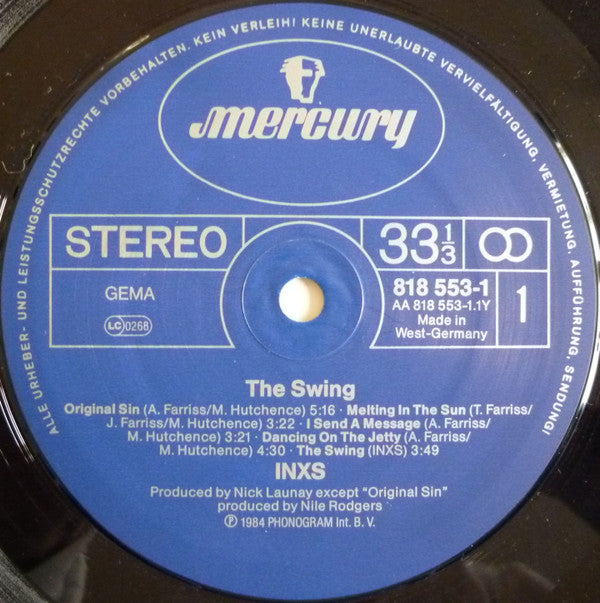 ALLE URHEBER- UND LEISTUNGSSCHUTZRECHTE VORBEHALTEN. KEIN VERLEIH! KEINE UNERLAUBTE VERVIELFÄLTIGUNG, VERMIETUNG, AUFFÜHRUNG, SENDUNG!
mercury
STEREO
33 1/3
GEMA
LC 0268
818 553-1
AA 818 553-1.1Y
Made in
West-Germany
1
The Swing
Original Sin (A. Farriss/M. Hutchence) 5:16 · Melting In The Sun (T. Farriss/
J. Farriss/M. Hutchence) 3:22 · I Send A Message (A. Farriss/
M. Hutchence) 3:21 · Dancing On The Jetty (A. Farriss/
M. Hutchence) 4:30 · The Swing (INXS) 3:49
INXS
Produced by Nick Launay except “Original Sin”
produced by Nile Rodgers
℗ 1984 PHONOGRAM Int. B. V.